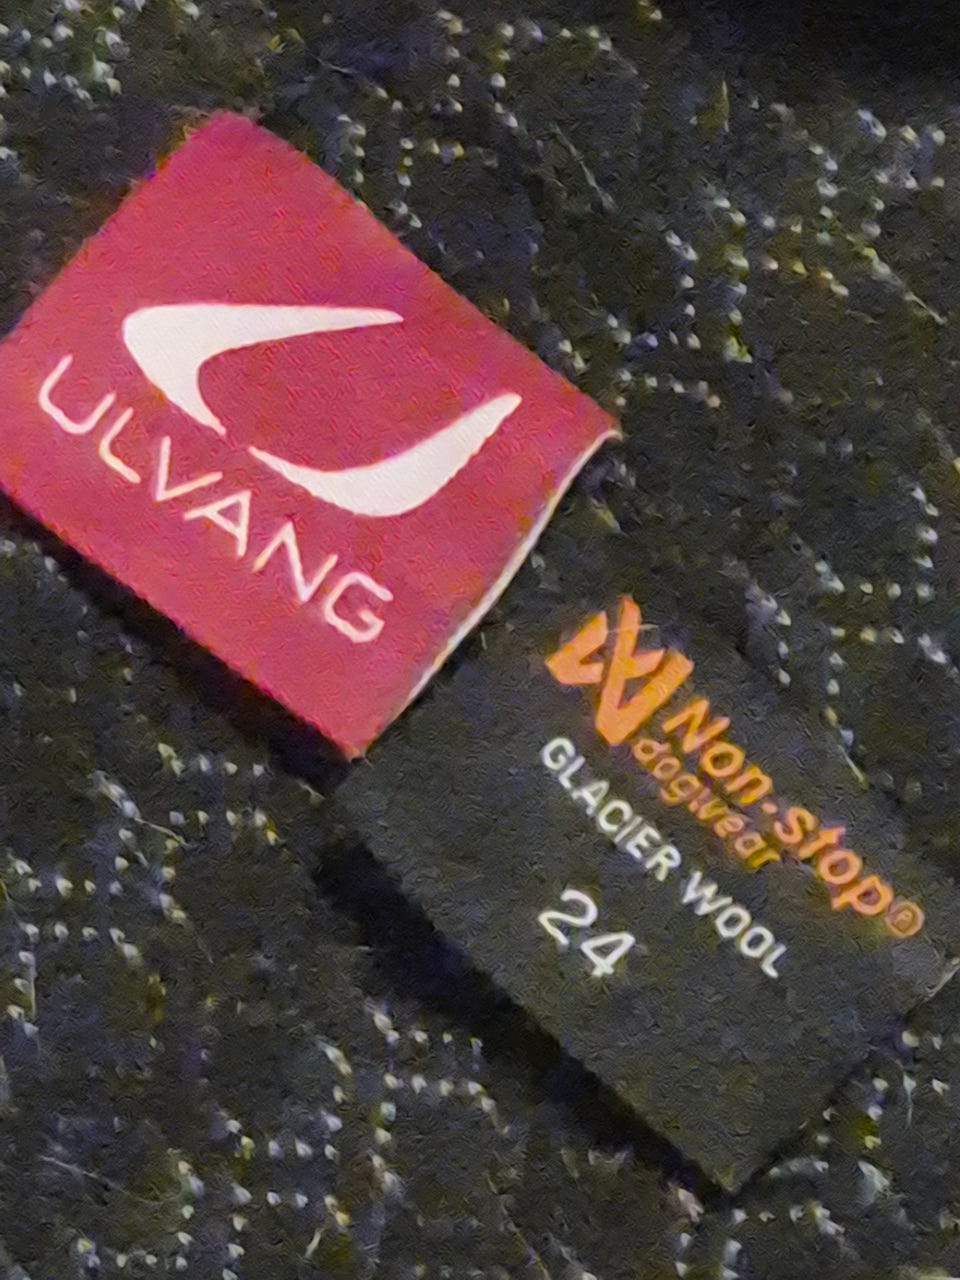 ULVANG
Non-stop®
dogwear
GLACIER WOOL
24